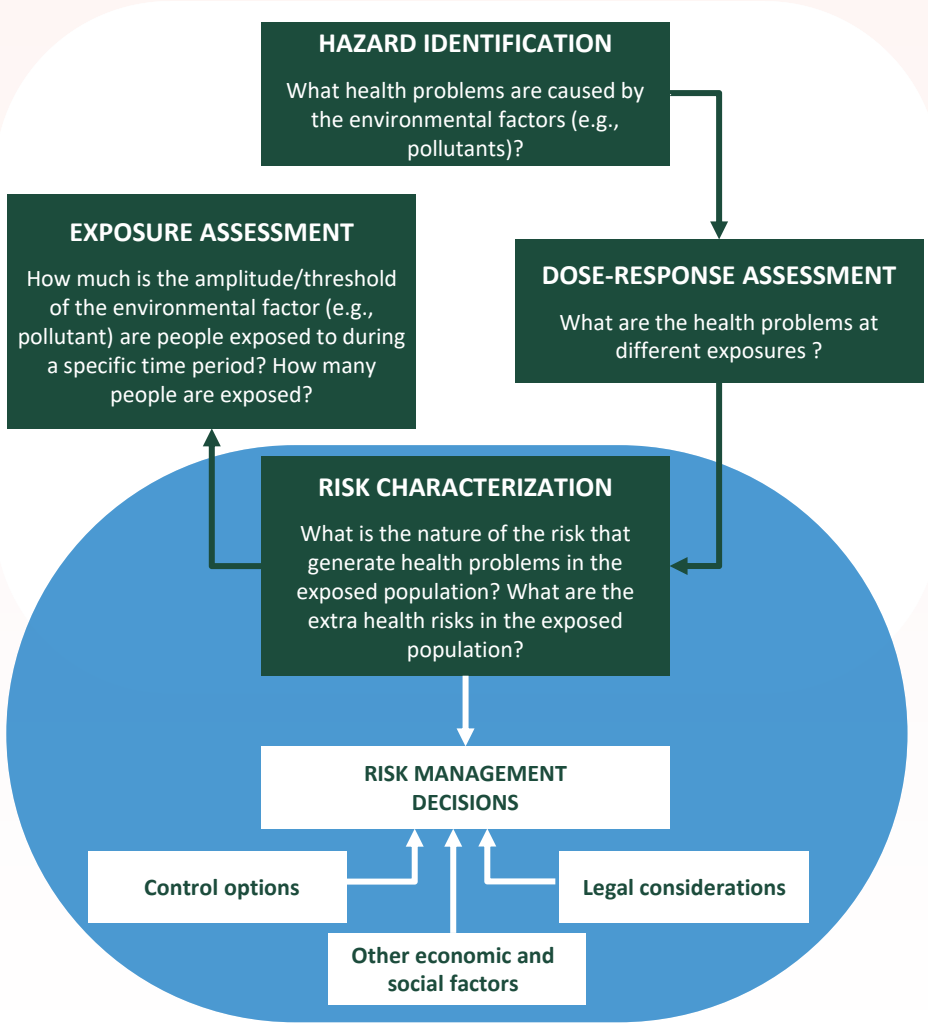 HAZARD IDENTIFICATION
What health problems are caused by
the environmental factors (e.g.,
pollutants)?
EXPOSURE ASSESSMENT
How much is the amplitude/threshold
of the environmental factor (e.g.,
pollutant) are people exposed to during
a specific time period? How many
people are exposed?
DOSE-RESPONSE ASSESSMENT
What are the health problems at
different exposures ?
RISK CHARACTERIZATION
What is the nature of the risk that
generate health problems in the
exposed population? What are the
extra health risks in the exposed
population?
RISK MANAGEMENT
DECISIONS
Control options
Legal considerations
Other economic and
social factors